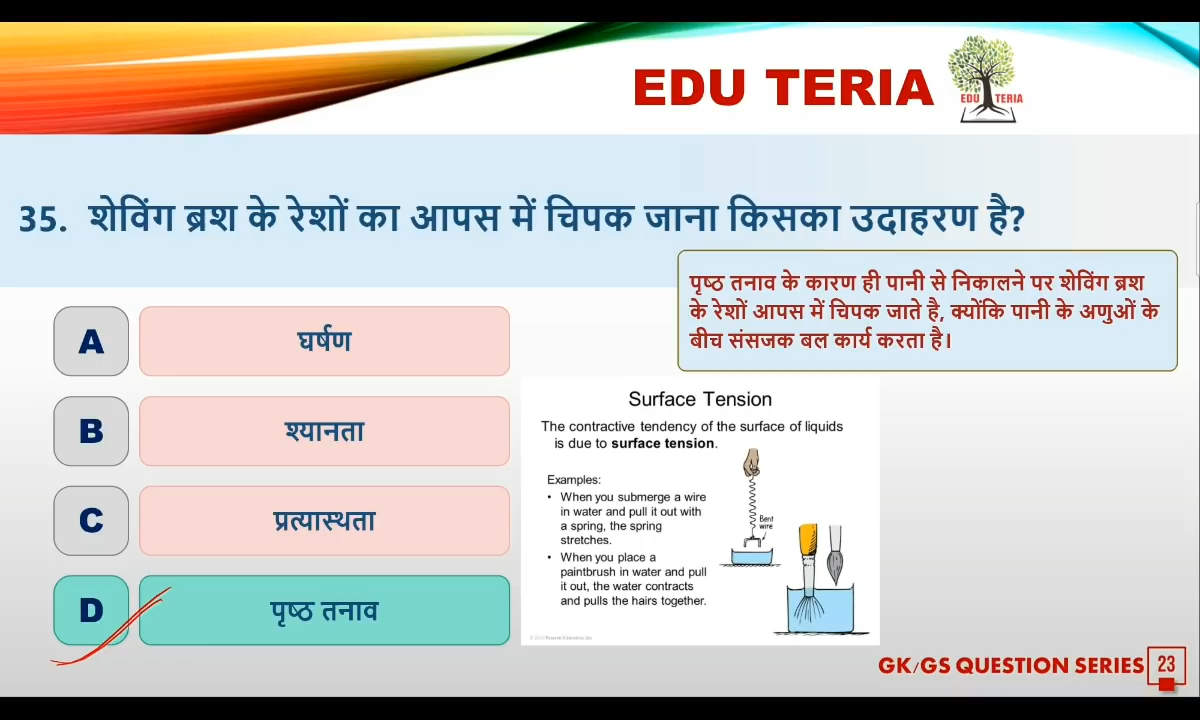 EDU TERIA
EDU TERIA
35. शेविंग ब्रश के रेशों का आपस में चिपक जाना किसका उदाहरण है?
पृष्ठ तनाव के कारण ही पानी से निकालने पर शेविंग ब्रश
के रेशों आपस में चिपक जाते है, क्योंकि पानी के अणुओं के
बीच संसजक बल कार्य करता है।
A घर्षण
B श्यानता
C प्रत्यास्थता
D पृष्ठ तनाव
Surface Tension
The contractive tendency of the surface of liquids
is due to surface tension.
Examples:
• When you submerge a wire
in water and pull it out with
a spring, the spring
stretches.
• When you place a
paintbrush in water and pull
it out, the water contracts
and pulls the hairs together.
Bent
wire
GK/GS QUESTION SERIES 23